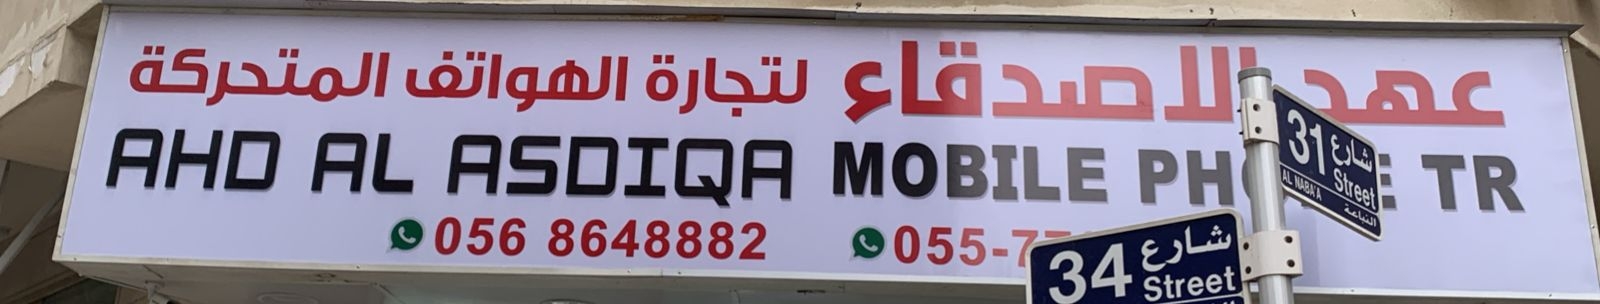 عهد الاصدقاء لتجارة الهواتف المتحركة
AHD AL ASDIQA MOBILE TR
056 8648882
055-7
شارع 31
Street
AL NABA'A
النباعة
شارع 34
Street